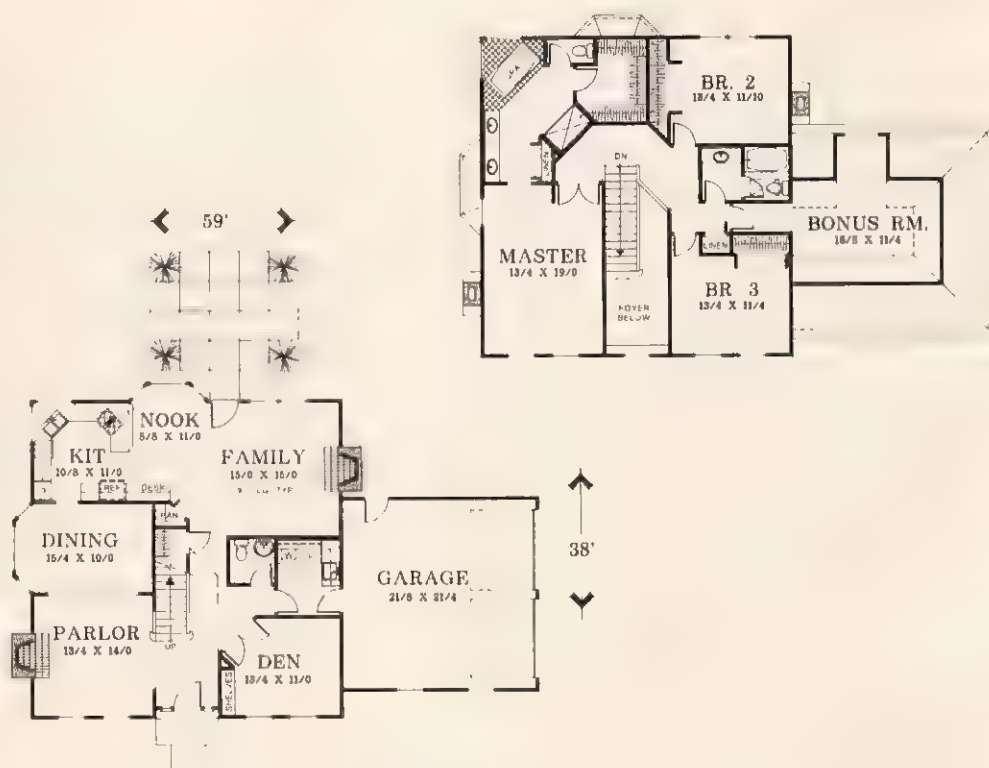 SPA
BR. 2
13/4 X 11/10
LINEN
DN
MASTER
13/4 X 19/0
FOYER
BELOW
LINEN
BR 3
13/4 X 11/4
BONUS RM.
18/8 X 11/4
59'
NOOK
8/8 X 11/0
KIT
10/8 X 11/0
REF
DESK
PAN
FAMILY
15/0 X 15/0
DINING
15/4 X 10/0
38'
GARAGE
21/8 X 21/4
PARLOR
13/4 X 14/0
UP
DEN
13/4 X 11/0
SHELVES